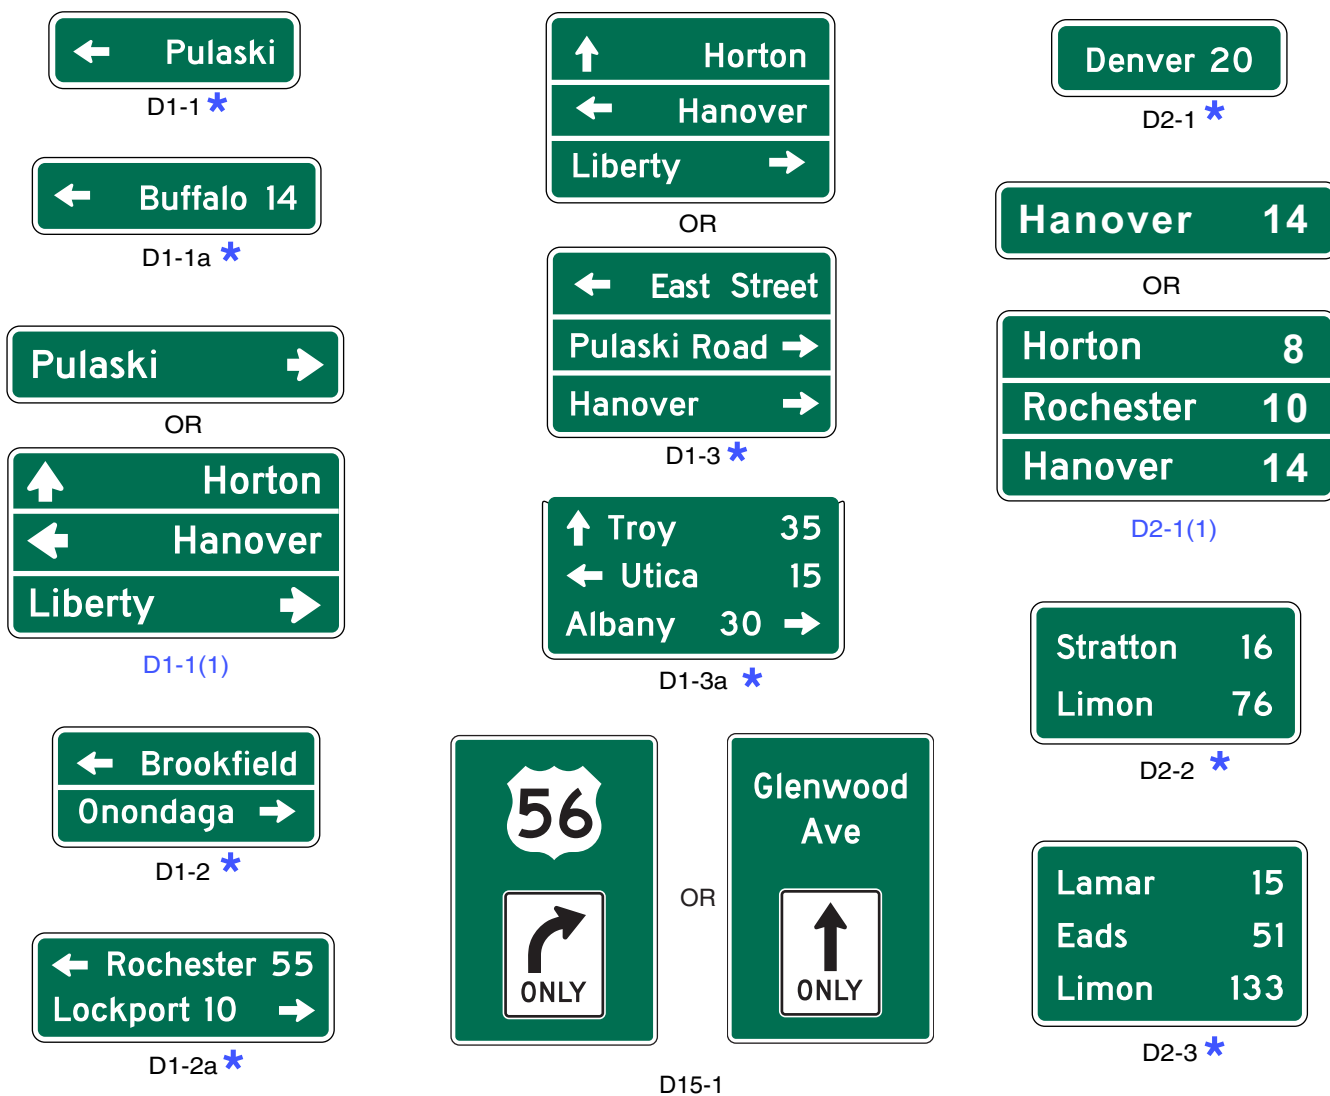 ← Pulaski
D1-1 *
← Buffalo 14
D1-1a *
Pulaski →
OR
↑ Horton
← Hanover
Liberty →
D1-1(1)
← Brookfield
Onondaga →
D1-2 *
← Rochester 55
Lockport 10 →
D1-2a *
↑ Horton
← Hanover
Liberty →
OR
← East Street
Pulaski Road →
Hanover →
D1-3 *
↑ Troy 35
← Utica 15
Albany 30 →
D1-3a *
56
ONLY
OR
Glenwood
Ave
ONLY
D15-1
Denver 20
D2-1 *
Hanover 14
OR
Horton 8
Rochester 10
Hanover 14
D2-1(1)
Stratton 16
Limon 76
D2-2 *
Lamar 15
Eads 51
Limon 133
D2-3 *